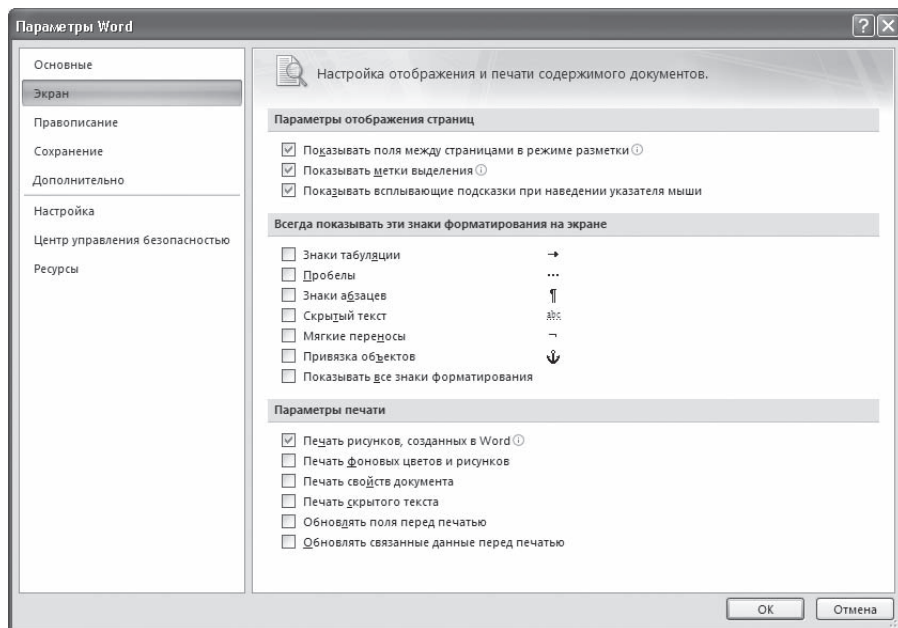 Параметры Word
Основные
Экран
Правописание
Сохранение
Дополнительно
Настройка
Центр управления безопасностью
Ресурсы
Настройка отображения и печати содержимого документов.
Параметры отображения страниц
Показывать поля между страницами в режиме разметки
Показывать метки выделения
Показывать всплывающие подсказки при наведении указателя мыши
Всегда показывать эти знаки форматирования на экране
Знаки табуляции →
Пробелы ...
Знаки абзацев ¶
Скрытый текст abc
Мягкие переносы ¬
Привязка объектов
Показывать все знаки форматирования
Параметры печати
Печать рисунков, созданных в Word
Печать фоновых цветов и рисунков
Печать свойств документа
Печать скрытого текста
Обновлять поля перед печатью
Обновлять связанные данные перед печатью
ОК Отмена